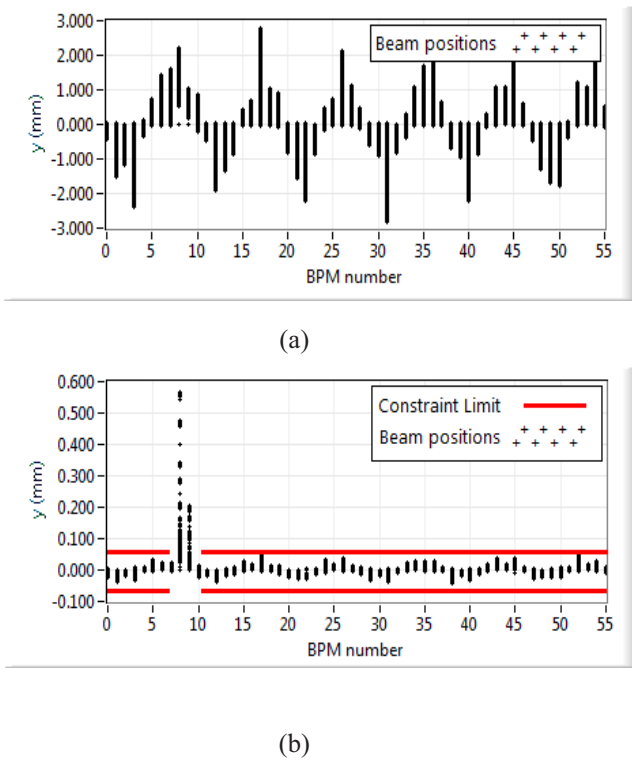 3.000
2.000
1.000
0.000
-1.000
-2.000
-3.000
y (mm)
Beam positions
0 5 10 15 20 25 30 35 40 45 50 55
BPM number
(a)
0.600
0.500
0.400
0.300
0.200
0.100
0.000
-0.100
y (mm)
Constraint Limit
Beam positions
0 5 10 15 20 25 30 35 40 45 50 55
BPM number
(b)